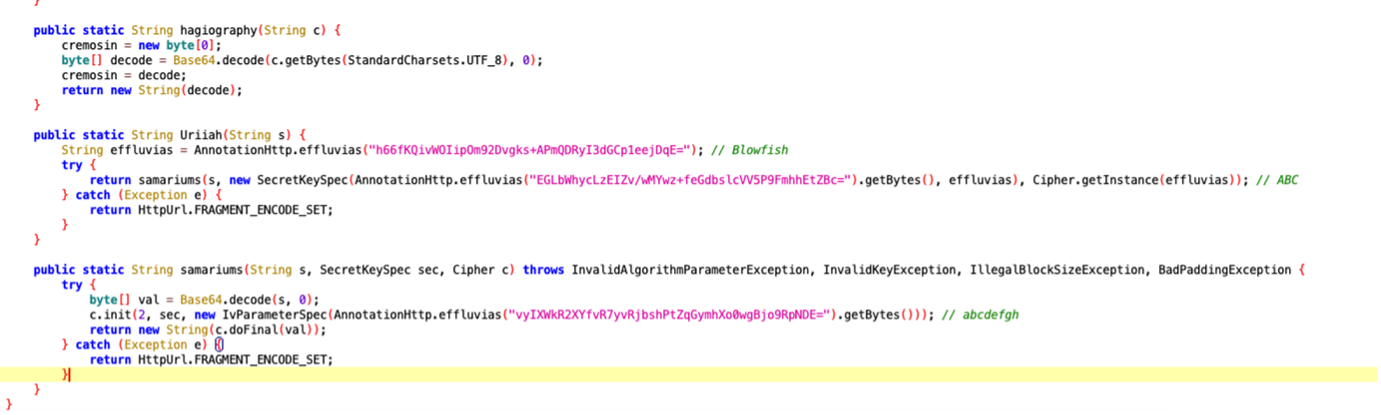 }
public static String hagiography(String c) {
cremosin = new byte[0];
byte[] decode = Base64.decode(c.getBytes(StandardCharsets.UTF_8), 0);
cremosin = decode;
return new String(decode);
}
public static String Uriiah(String s) {
String effluvias = AnnotationHttp.effluvias("h66fKQivWOIipOm92Dvgks+APmQDRyI3dGCp1eejDqE="); // Blowfish
try {
return samariums(s, new SecretKeySpec(AnnotationHttp.effluvias("EGLbWhycLzEIZv/wMYwz+feGdbslcVV5P9FmhhEtZBc=").getBytes(), effluvias), Cipher.getInstance(effluvias)); // ABC
} catch (Exception e) {
return HttpUrl.FRAGMENT_ENCODE_SET;
}
}
public static String samariums(String s, SecretKeySpec sec, Cipher c) throws InvalidAlgorithmParameterException, InvalidKeyException, IllegalBlockSizeException, BadPaddingException {
try {
byte[] val = Base64.decode(s, 0);
c.init(2, sec, new IvParameterSpec(AnnotationHttp.effluvias("vyIXWkR2XYfvR7yvRjbshPtZqGymhXo0wgBjo9RpNDE=").getBytes())); // abcdefgh
return new String(c.doFinal(val));
} catch (Exception e) {
return HttpUrl.FRAGMENT_ENCODE_SET;
}
}
}